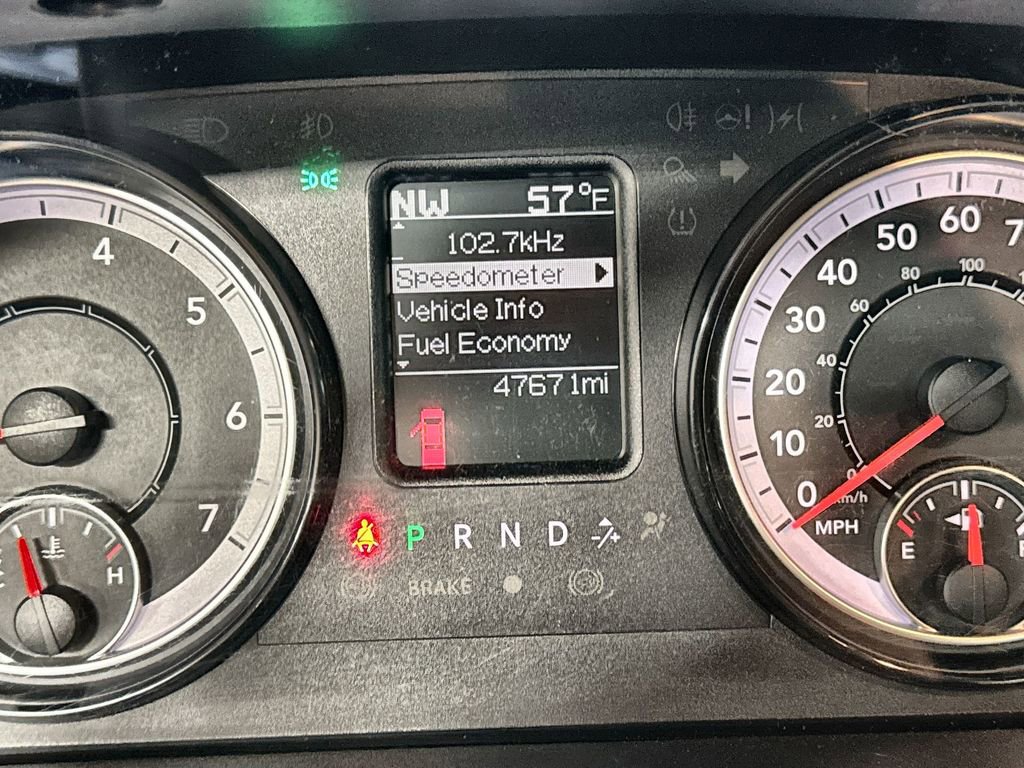 NW 57°F
102.7kHz
Speedometer
Vehicle Info
Fuel Economy
47671mi
P R N D -/+
BRAKE
4
5
6
7
H
0
10
20
30
40
50
60
0
20
40
60
80
100
km/h
MPH
E